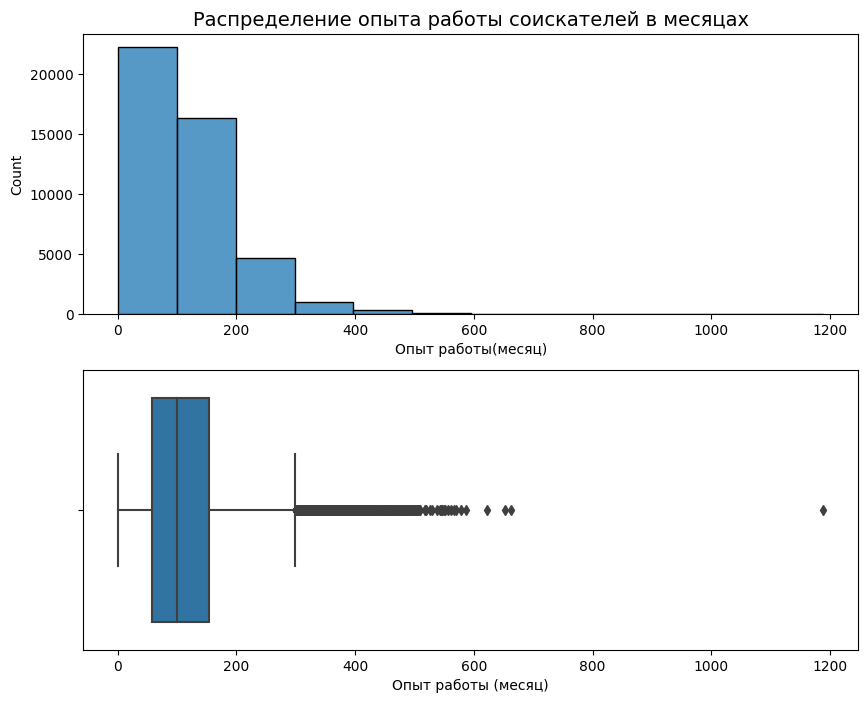 Распределение опыта работы соискателей в месяцах
20000
15000
10000
5000
0
Count
0 200 400 600 800 1000 1200
Опыт работы(месяц)
0 200 400 600 800 1000 1200
Опыт работы (месяц)